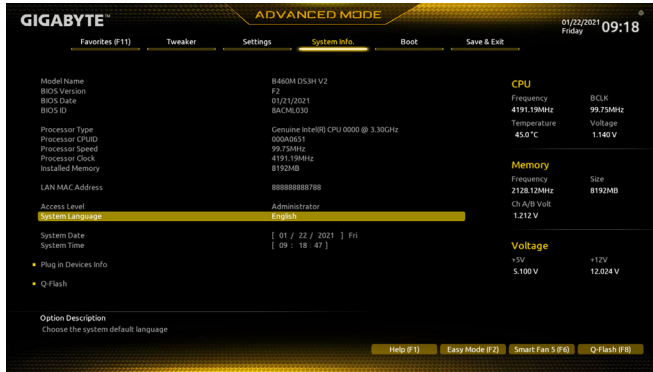 GIGABYTE™
ADVANCED MODE
01/22/2021 Friday 09:18
Favorites (F11) Tweaker Settings System Info. Boot Save & Exit
Model Name B460M DS3H V2
BIOS Version F2
BIOS Date 01/21/2021
BIOS ID 8ACML030
Processor Type Genuine Intel(R) CPU 0000 @ 3.30GHz
Processor CPUID 000A0651
Processor Speed 99.75MHz
Processor Clock 4191.19MHz
Installed Memory 8192MB
LAN MAC Address 888888888788
Access Level Administrator
System Language English
System Date [ 01 / 22 / 2021 ] Fri
System Time [ 09 : 18 : 47 ]
Plug in Devices Info
Q-Flash
CPU
Frequency BCLK
4191.19MHz 99.75MHz
Temperature Voltage
45.0 °C 1.140 V
Memory
Frequency Size
2128.12MHz 8192MB
Ch A/B Volt
1.212 V
Voltage
+5V +12V
5.100 V 12.024 V
Option Description
Choose the system default language
Help (F1) Easy Mode (F2) Smart Fan 5 (F6) Q-Flash (F8)